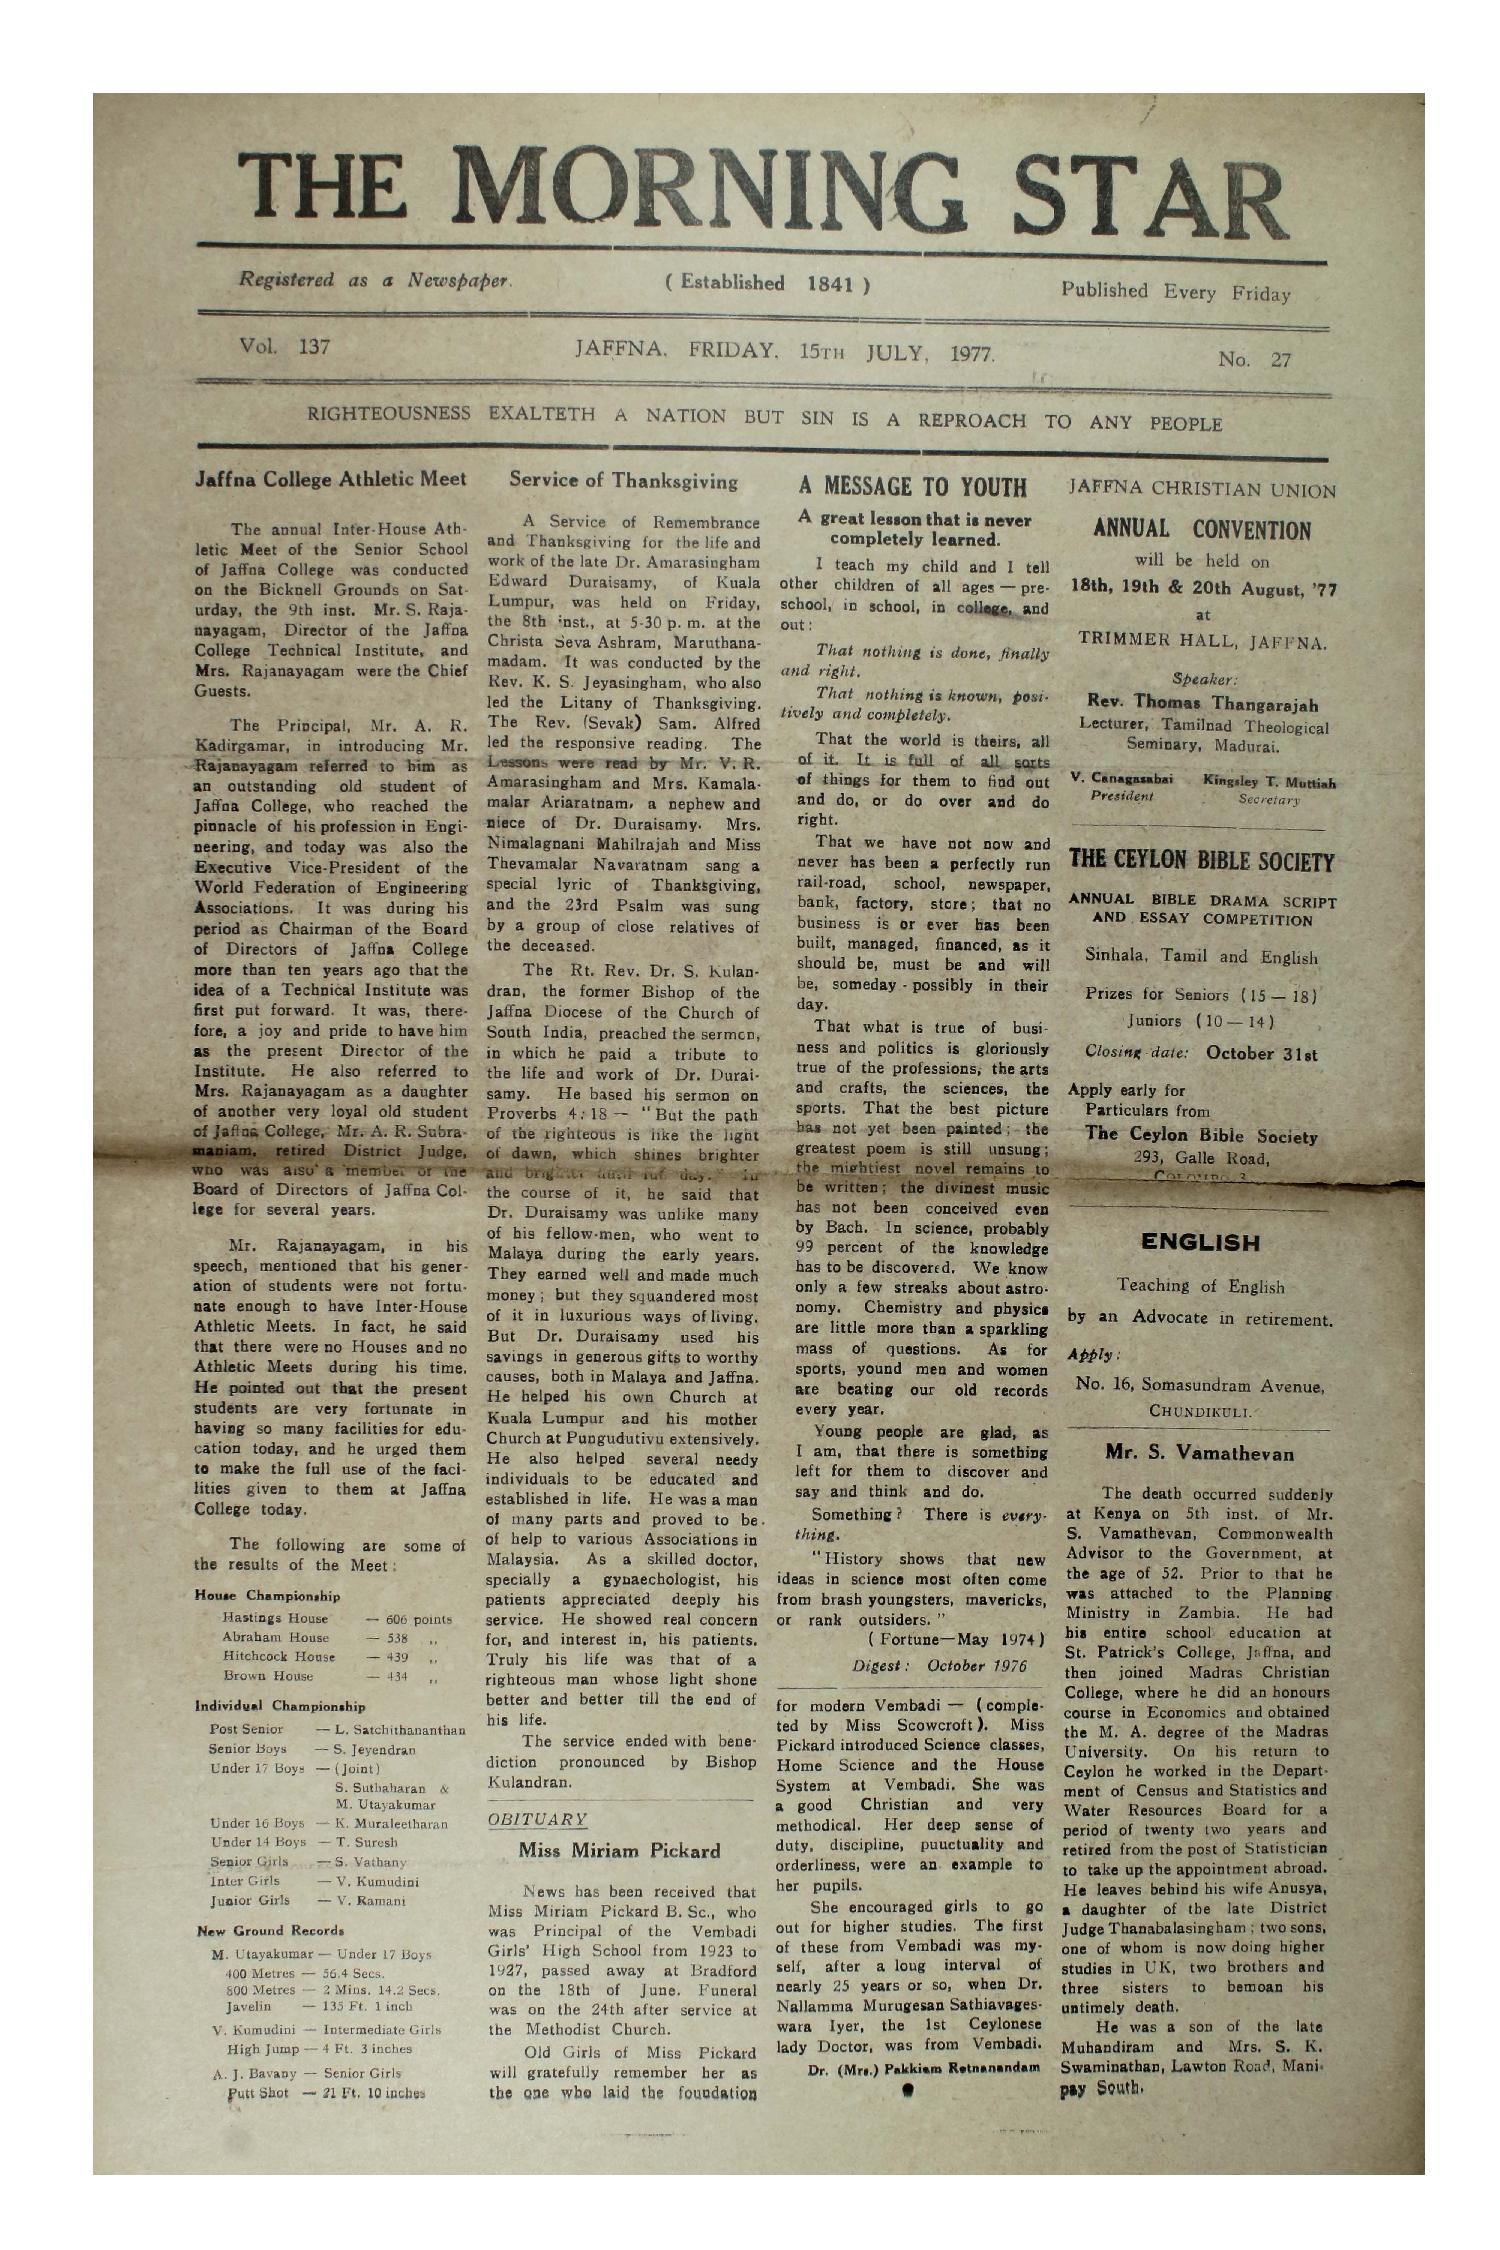 THE MORNING STAR
Registered as a Newspaper.
( Established 1841 )
Published Every Friday
Vol. 137
JAFFNA, FRIDAY, 15TH JULY, 1977.
No. 27
RIGHTEOUSNESS EXALTETH A NATION BUT SIN IS A REPROACH TO ANY PEOPLE
Jaffna College Athletic Meet
The annual Inter-House Ath-
letic Meet of the Senior School
of Jaffna College was conducted
on the Bicknell Grounds on Sat-
urday, the 9th inst. Mr. S. Raja-
nayagam, Director of the Jaffna
College Technical Institute, and
Mrs. Rajanayagam were the Chief
Guests.
The Principal, Mr. A. R.
Kadirgamar, in introducing Mr.
Rajanayagam referred to him as
an outstanding old student of
Jaffna College, who reached the
pinnacle of his profession in Engi-
neering, and today was also the
Executive Vice-President of the
World Federation of Engineering
Associations. It was during his
period as Chairman of the Board
of Directors of Jaffna College
more than ten years ago that the
idea of a Technical Institute was
first put forward. It was, there-
fore, a joy and pride to have him
as the present Director of the
Institute. He also referred to
Mrs. Rajanayagam as a daughter
of another very loyal old student
of Jaffna College, Mr. A. R. Subra-
maniam, retired District Judge,
who was also a member of the
Board of Directors of Jaffna Col-
lege for several years.
Mr. Rajanayagam, in his
speech, mentioned that his gener-
ation of students were not fortu-
nate enough to have Inter-House
Athletic Meets. In fact, he said
that there were no Houses and no
Athletic Meets during his time.
He pointed out that the present
students are very fortunate in
having so many facilities for edu-
cation today, and he urged them
to make the full use of the faci-
lities given to them at Jaffna
College today.
The following are some of
the results of the Meet:
House Championship
Hastings House — 606 points
Abraham House — 538 ,,
Hitchcock House — 439 ,,
Brown House — 434 ,,
Individual Championship
Post Senior — L. Satchithananthan
Senior Boys — S. Jeyendran
Under 17 Boys — (Joint)
S. Suthaharan &
M. Utayakumar
Under 16 Boys — K. Muraleetharan
Under 14 Boys — T. Suresh
Senior Girls — S. Vathany
Inter Girls — V. Kumudini
Junior Girls — V. Ramani
New Ground Records
M. Utayakumar — Under 17 Boys
400 Metres — 56.4 Secs.
800 Metres — 2 Mins. 14.2 Secs.
Javelin — 135 Ft. 1 inch
V. Kumudini — Intermediate Girls
High Jump — 4 Ft. 3 inches
A. J. Bavany — Senior Girls
Putt Shot — 21 Ft. 10 inches
Service of Thanksgiving
A Service of Remembrance
and Thanksgiving for the life and
work of the late Dr. Amarasingham
Edward Duraisamy, of Kuala
Lumpur, was held on Friday,
the 8th inst., at 5-30 p. m. at the
Christa Seva Ashram, Maruthana-
madam. It was conducted by the
Rev. K. S. Jeyasingham, who also
led the Litany of Thanksgiving.
The Rev. (Sevak) Sam. Alfred
led the responsive reading. The
Lessons were read by Mr. V. R.
Amarasingham and Mrs. Kamala-
malar Ariaratnam, a nephew and
niece of Dr. Duraisamy. Mrs.
Nimalagnani Mahilrajah and Miss
Thevamalar Navaratnam sang a
special lyric of Thanksgiving,
and the 23rd Psalm was sung
by a group of close relatives of
the deceased.
The Rt. Rev. Dr. S. Kulan-
dran, the former Bishop of the
Jaffna Diocese of the Church of
South India, preached the sermon,
in which he paid a tribute to
the life and work of Dr. Durai-
samy. He based his sermon on
Proverbs 4: 18 — "But the path
of the righteous is like the light
of dawn, which shines brighter
and day." In
the course of it, he said that
Dr. Duraisamy was unlike many
of his fellow-men, who went to
Malaya during the early years.
They earned well and made much
money; but they squandered most
of it in luxurious ways of living.
But Dr. Duraisamy used his
savings in generous gifts to worthy
causes, both in Malaya and Jaffna.
He helped his own Church at
Kuala Lumpur and his mother
Church at Pungudutivu extensively.
He also helped several needy
individuals to be educated and
established in life. He was a man
of many parts and proved to be.
of help to various Associations in
Malaysia. As a skilled doctor,
specially a gynaechologist, his
patients appreciated deeply his
service. He showed real concern
for, and interest in, his patients.
Truly his life was that of a
righteous man whose light shone
better and better till the end of
his life.
The service ended with bene-
diction pronounced by Bishop
Kulandran.
OBITUARY
Miss Miriam Pickard
News has been received that
Miss Miriam Pickard B. Sc., who
was Principal of the Vembadi
Girls' High School from 1923 to
1927, passed away at Bradford
on the 18th of June. Funeral
was on the 24th after service at
the Methodist Church.
Old Girls of Miss Pickard
will gratefully remember her as
the one who laid the foundation
A MESSAGE TO YOUTH
A great lesson that is never
completely learned.
I teach my child and I tell
other children of all ages — pre-
school, in school, in college, and
out:
That nothing is done, finally
and right.
That nothing is known, posi-
tively and completely.
That the world is theirs, all
of it. It is full of all sorts
of things for them to find out
and do, or do over and do
right.
That we have not now and
never has been a perfectly run
rail-road, school, newspaper,
bank, factory, store; that no
business is or ever has been
built, managed, financed, as it
should be, must be and will
be, someday - possibly in their
day.
That what is true of busi-
ness and politics is gloriously
true of the professions, the arts
and crafts, the sciences, the
sports. That the best picture
has not yet been painted; the
greatest poem is still unsung;
the mightiest novel remains to
be written; the divinest music
has not been conceived even
by Bach. In science, probably
99 percent of the knowledge
has to be discovered. We know
only a few streaks about astro-
nomy. Chemistry and physics
are little more than a sparkling
mass of questions. As for
sports, yound men and women
are beating our old records
every year.
Young people are glad, as
I am, that there is something
left for them to discover and
say and think and do.
Something? There is every-
thing.
"History shows that new
ideas in science most often come
from brash youngsters, mavericks,
or rank outsiders."
( Fortune—May 1974 )
Digest: October 1976
for modern Vembadi — (comple-
ted by Miss Scowcroft). Miss
Pickard introduced Science classes,
Home Science and the House
System at Vembadi. She was
a good Christian and very
methodical. Her deep sense of
duty, discipline, puuctuality and
orderliness, were an example to
her pupils.
She encouraged girls to go
out for higher studies. The first
of these from Vembadi was my-
self, after a loug interval of
nearly 25 years or so, when Dr.
Nallamma Murugesan Sathiavages-
wara Iyer, the 1st Ceylonese
lady Doctor, was from Vembadi.
Dr. (Mrs.) Pakkiam Retnanandam
JAFFNA CHRISTIAN UNION
ANNUAL CONVENTION
will be held on
18th, 19th & 20th August, '77
at
TRIMMER HALL, JAFFNA.
Speaker:
Rev. Thomas Thangarajah
Lecturer, Tamilnad Theological
Seminary, Madurai.
V. Canagasabai Kingsley T. Muttiah
President Secretary
THE CEYLON BIBLE SOCIETY
ANNUAL BIBLE DRAMA SCRIPT
AND ESSAY COMPETITION
Sinhala, Tamil and English
Prizes for Seniors (15 — 18)
Juniors (10 — 14)
Closing date: October 31st
Apply early for
Particulars from
The Ceylon Bible Society
293, Galle Road,
COLOMBO 3.
ENGLISH
Teaching of English
by an Advocate in retirement.
Apply:
No. 16, Somasundram Avenue,
CHUNDIKULI.
Mr. S. Vamathevan
The death occurred suddenly
at Kenya on 5th inst. of Mr.
S. Vamathevan, Commonwealth
Advisor to the Government, at
the age of 52. Prior to that he
was attached to the Planning
Ministry in Zambia. He had
his entire school education at
St. Patrick's College, Jaffna, and
then joined Madras Christian
College, where he did an honours
course in Economics and obtained
the M. A. degree of the Madras
University. On his return to
Ceylon he worked in the Depart-
ment of Census and Statistics and
Water Resources Board for a
period of twenty two years and
retired from the post of Statistician
to take up the appointment abroad.
He leaves behind his wife Anusya,
a daughter of the late District
Judge Thanabalasingham; two sons,
one of whom is now doing higher
studies in UK, two brothers and
three sisters to bemoan his
untimely death.
He was a son of the late
Muhandiram and Mrs. S. K.
Swaminathan, Lawton Road, Mani-
pay South.